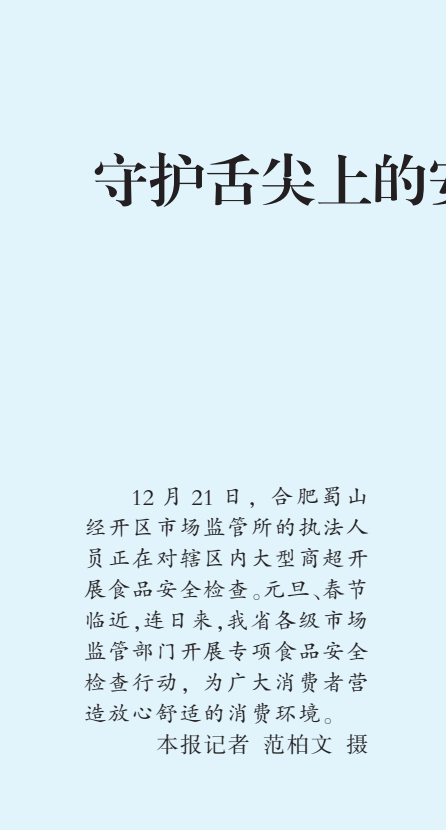 守护舌尖上的
12 月 21 日，合肥蜀山
经开区市场监管所的执法人
员正在对辖区内大型商超开
展食品安全检查。元旦、春节
临近，连日来，我省各级市场
监管部门开展专项食品安全
检查行动，为广大消费者营
造放心舒适的消费环境。
本报记者 范柏文 摄